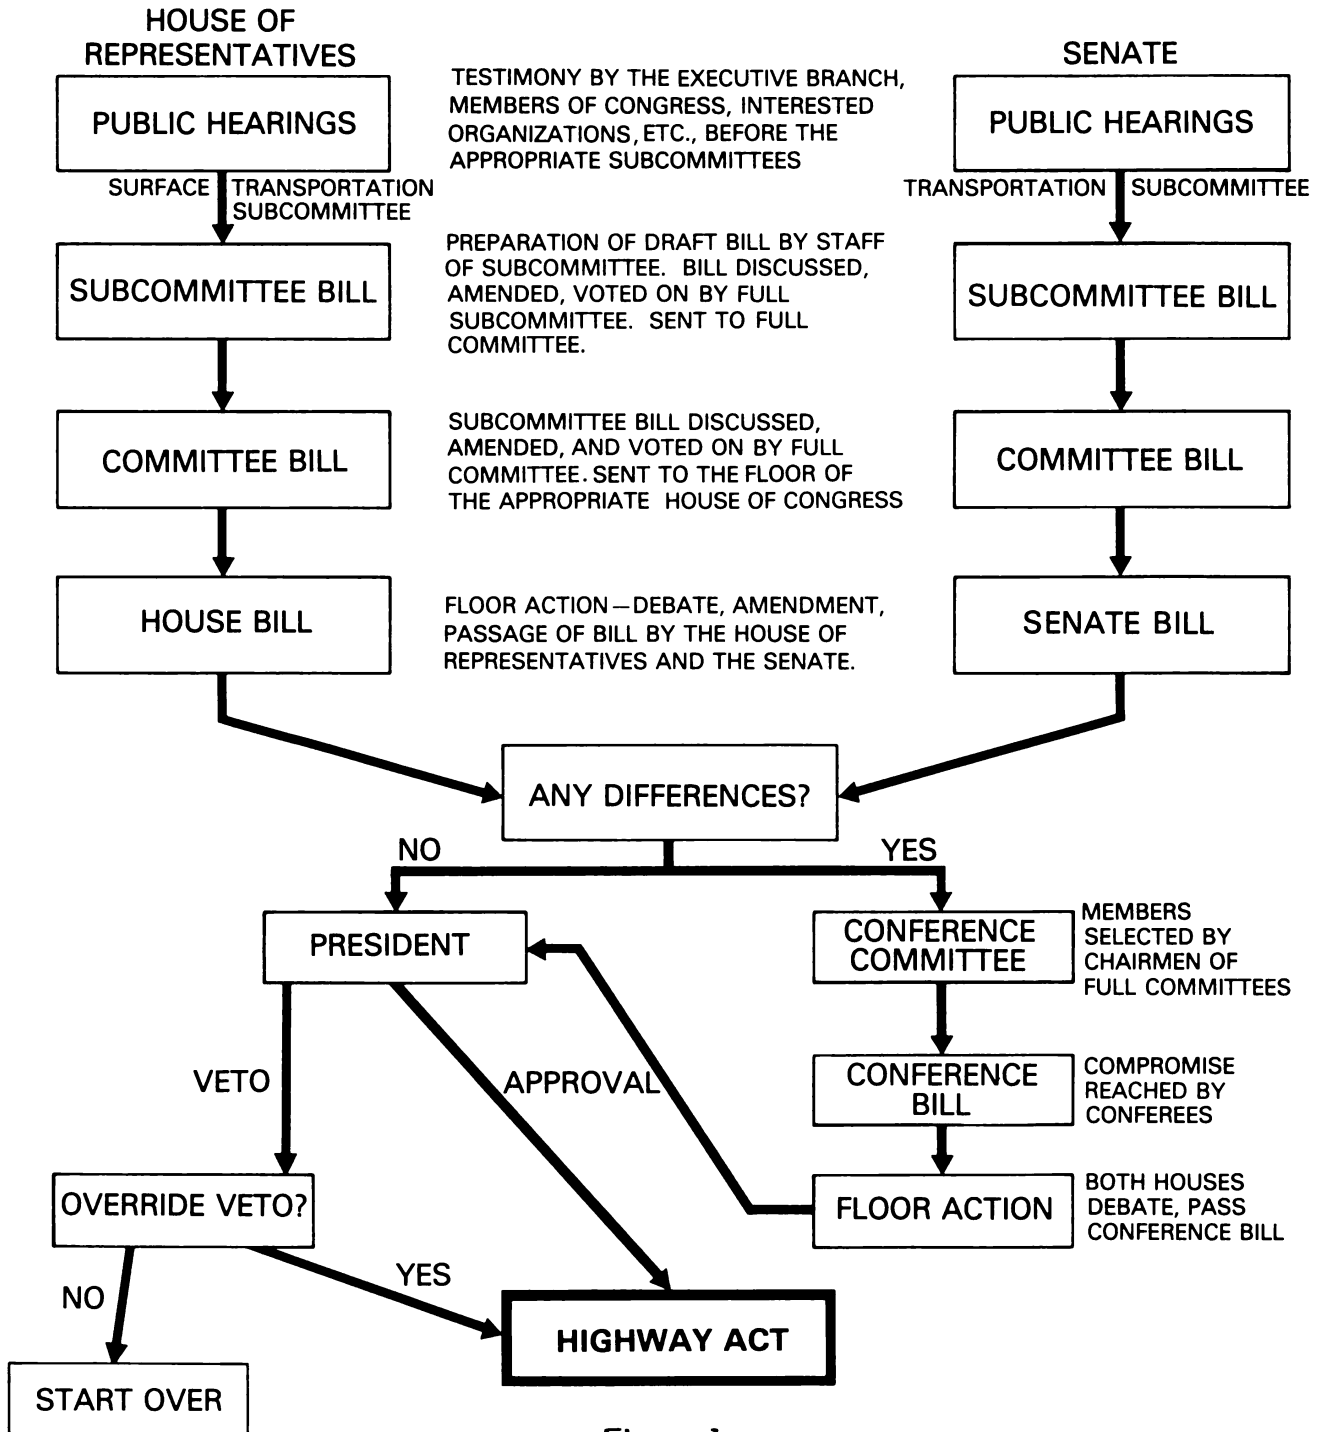 HOUSE OF
REPRESENTATIVES
SENATE
PUBLIC HEARINGS
TESTIMONY BY THE EXECUTIVE BRANCH,
MEMBERS OF CONGRESS, INTERESTED
ORGANIZATIONS, ETC., BEFORE THE
APPROPRIATE SUBCOMMITTEES
PUBLIC HEARINGS
SURFACE TRANSPORTATION
SUBCOMMITTEE
TRANSPORTATION SUBCOMMITTEE
SUBCOMMITTEE BILL
PREPARATION OF DRAFT BILL BY STAFF
OF SUBCOMMITTEE. BILL DISCUSSED,
AMENDED, VOTED ON BY FULL
SUBCOMMITTEE. SENT TO FULL
COMMITTEE.
SUBCOMMITTEE BILL
COMMITTEE BILL
SUBCOMMITTEE BILL DISCUSSED,
AMENDED, AND VOTED ON BY FULL
COMMITTEE. SENT TO THE FLOOR OF
THE APPROPRIATE HOUSE OF CONGRESS
COMMITTEE BILL
HOUSE BILL
FLOOR ACTION—DEBATE, AMENDMENT,
PASSAGE OF BILL BY THE HOUSE OF
REPRESENTATIVES AND THE SENATE.
SENATE BILL
ANY DIFFERENCES?
NO
YES
PRESIDENT
CONFERENCE
COMMITTEE
MEMBERS
SELECTED BY
CHAIRMEN OF
FULL COMMITTEES
VETO
APPROVAL
CONFERENCE
BILL
COMPROMISE
REACHED BY
CONFEREES
OVERRIDE VETO?
FLOOR ACTION
BOTH HOUSES
DEBATE, PASS
CONFERENCE BILL
NO
YES
HIGHWAY ACT
START OVER